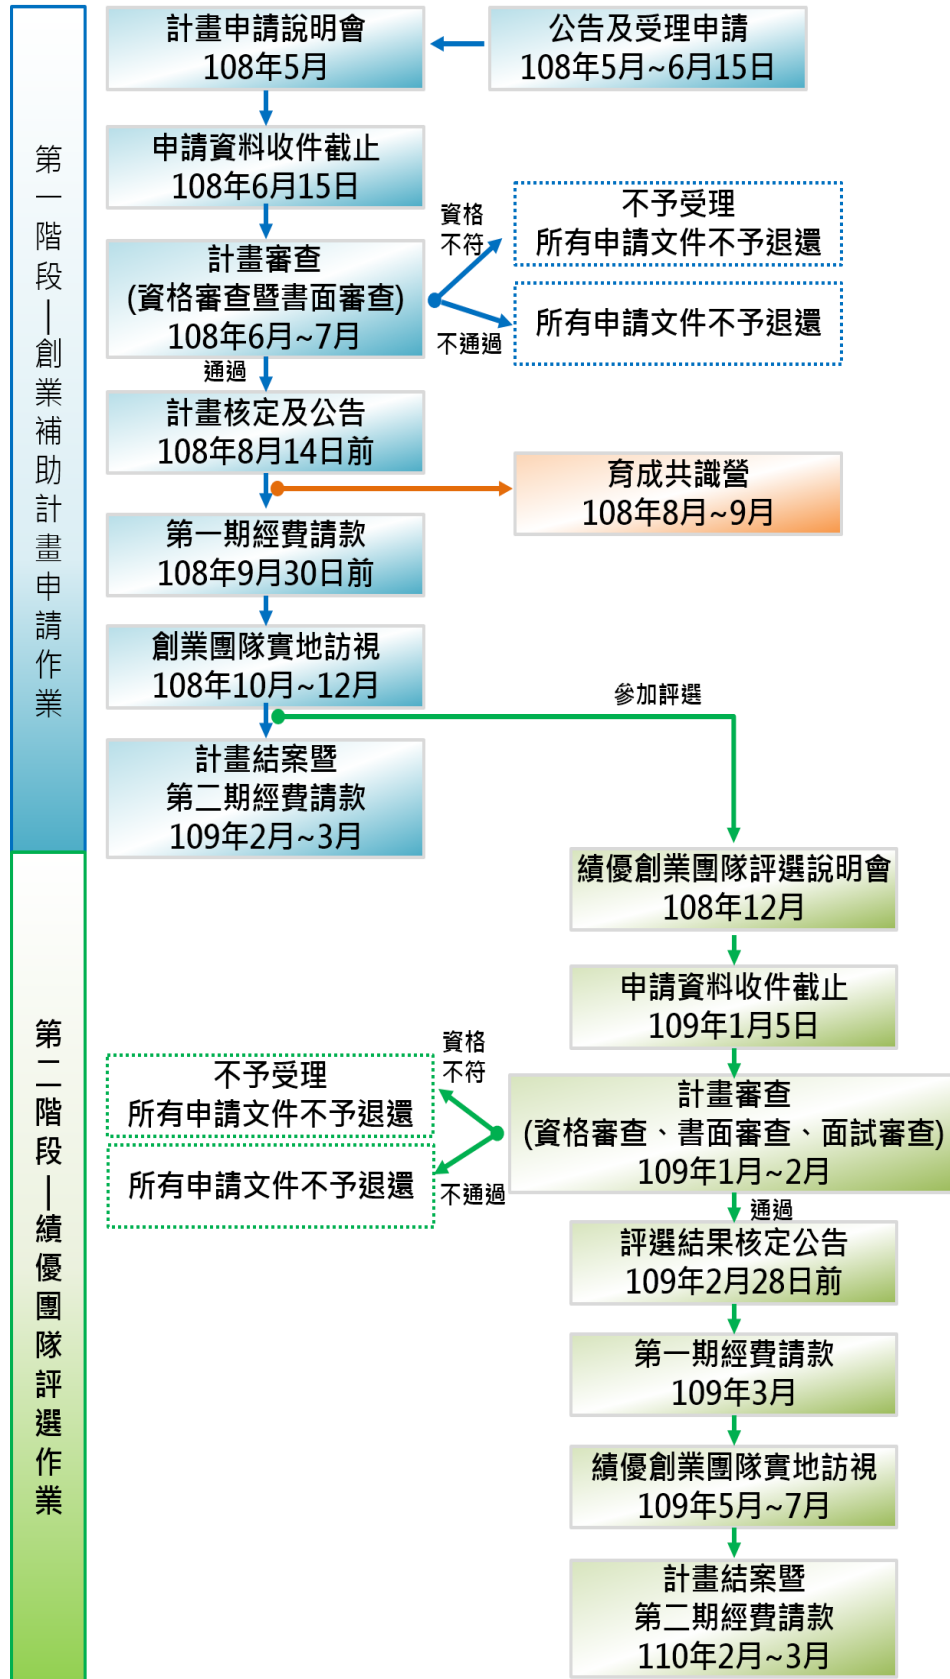 第一階段—創業補助計畫申請作業
計畫申請說明會
108年5月
公告及受理申請
108年5月~6月15日
申請資料收件截止
108年6月15日
計畫審查
(資格審查暨書面審查)
108年6月~7月
資格
不符
不予受理
所有申請文件不予退還
不通過
所有申請文件不予退還
通過
計畫核定及公告
108年8月14日前
育成共識營
108年8月~9月
第一期經費請款
108年9月30日前
創業團隊實地訪視
108年10月~12月
參加評選
計畫結案暨
第二期經費請款
109年2月~3月
第二階段—績優團隊評選作業
績優創業團隊評選說明會
108年12月
申請資料收件截止
109年1月5日
計畫審查
(資格審查、書面審查、面試審查)
109年1月~2月
資格
不符
不予受理
所有申請文件不予退還
不通過
所有申請文件不予退還
通過
評選結果核定公告
109年2月28日前
第一期經費請款
109年3月
績優創業團隊實地訪視
109年5月~7月
計畫結案暨
第二期經費請款
110年2月~3月